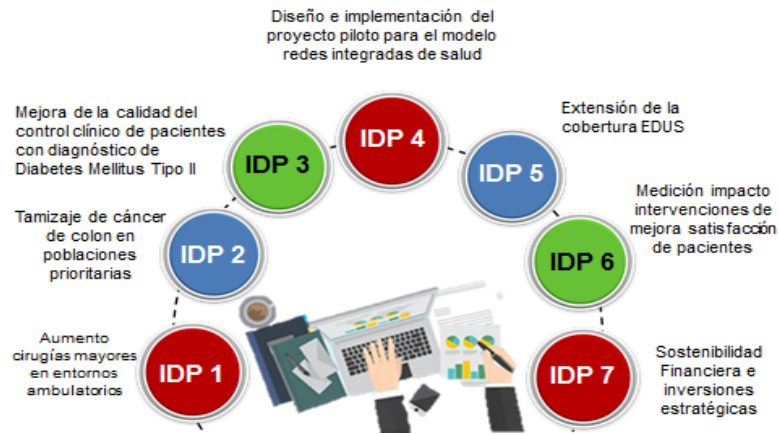 Diseño e implementación del
proyecto piloto para el modelo
redes integradas de salud
IDP 4
Mejora de la calidad del
control clínico de pacientes
con diagnóstico de
Diabetes Mellitus Tipo II
IDP 3
Extensión de la
cobertura EDUS
IDP 5
Tamizaje de cáncer
de colon en
poblaciones
prioritarias
IDP 2
Medición impacto
intervenciones de
mejora satisfacción
de pacientes
IDP 6
Aumento
cirugías mayores
en entornos
ambulatorios
IDP 1
IDP 7
Sostenibilidad
Financiera e
inversiones
estratégicas